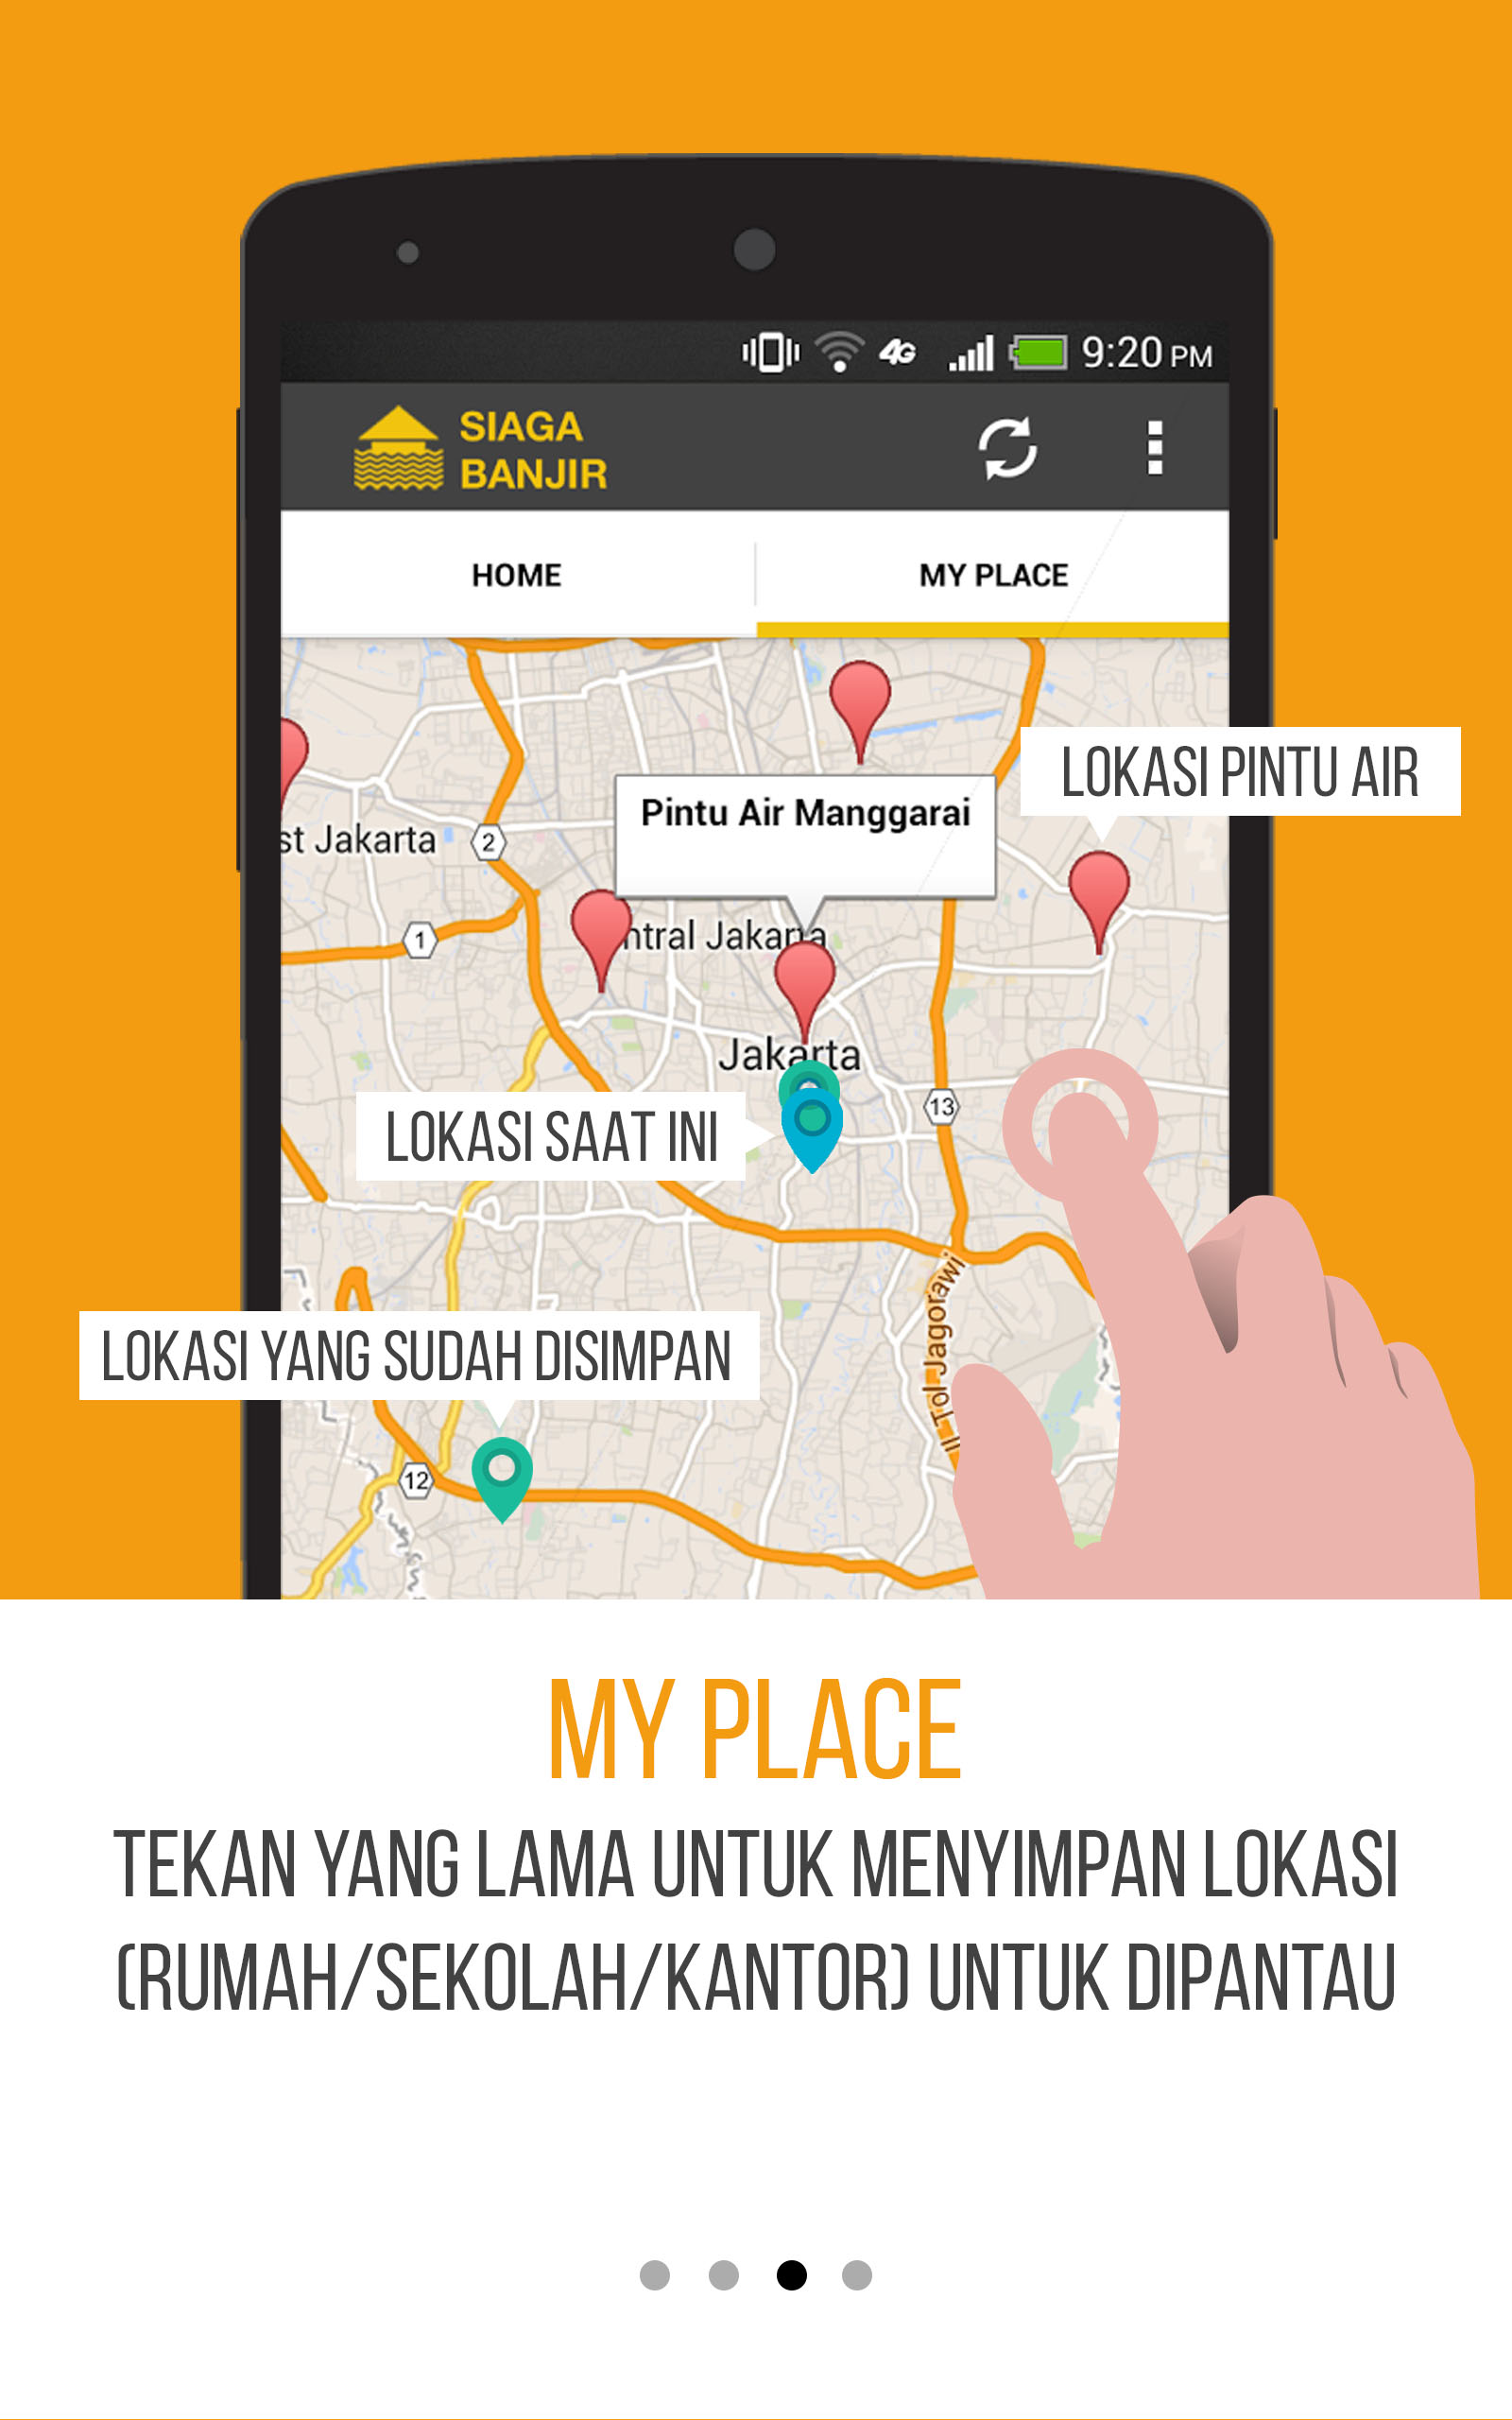 4G 9:20 PM
SIAGA
BANJIR
HOME
MY PLACE
LOKASI PINTU AIR
Pintu Air Manggarai
st Jakarta
2
1
ntral Jakarta
Jakarta
13
LOKASI SAAT INI
Jl Tol Jagorawi
LOKASI YANG SUDAH DISIMPAN
12
MY PLACE
TEKAN YANG LAMA UNTUK MENYIMPAN LOKASI
(RUMAH/SEKOLAH/KANTOR) UNTUK DIPANTAU